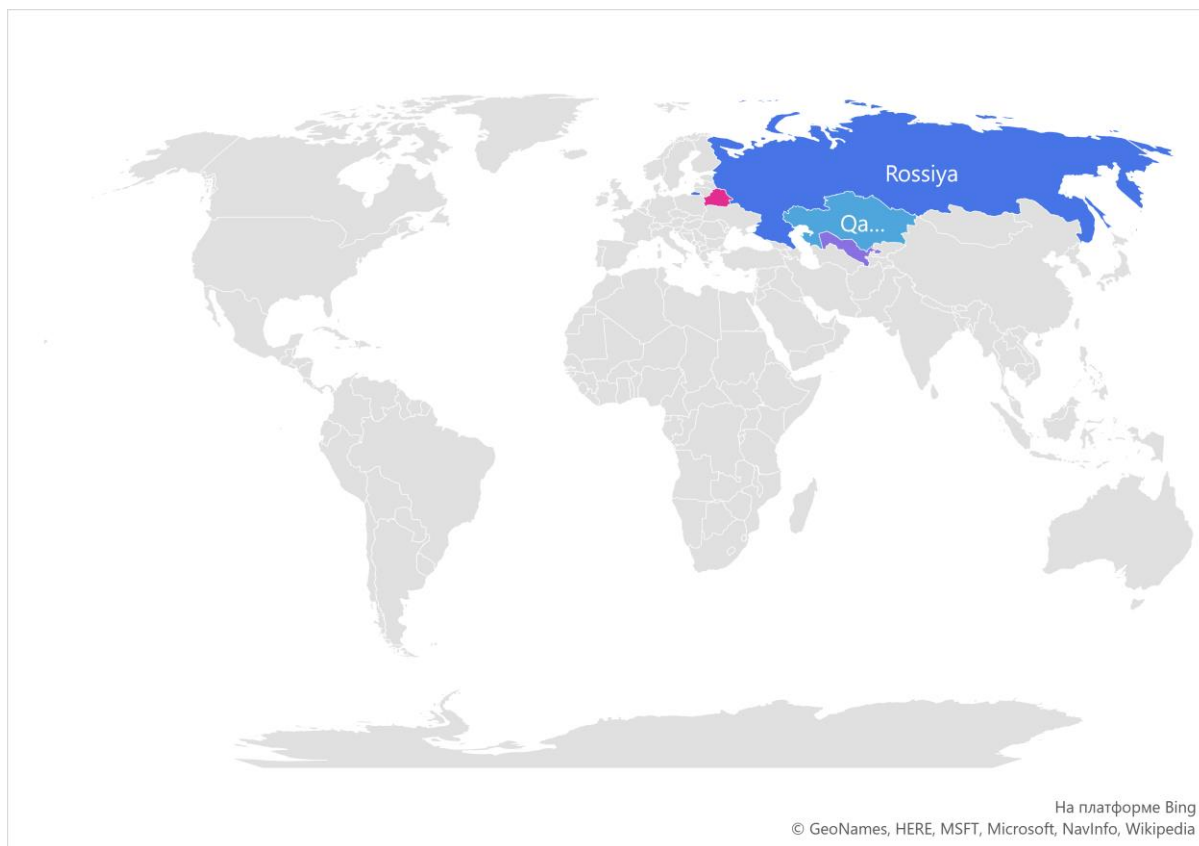 Rossiya
Qa...
На платформе Bing
© GeoNames, HERE, MSFT, Microsoft, NavInfo, Wikipedia